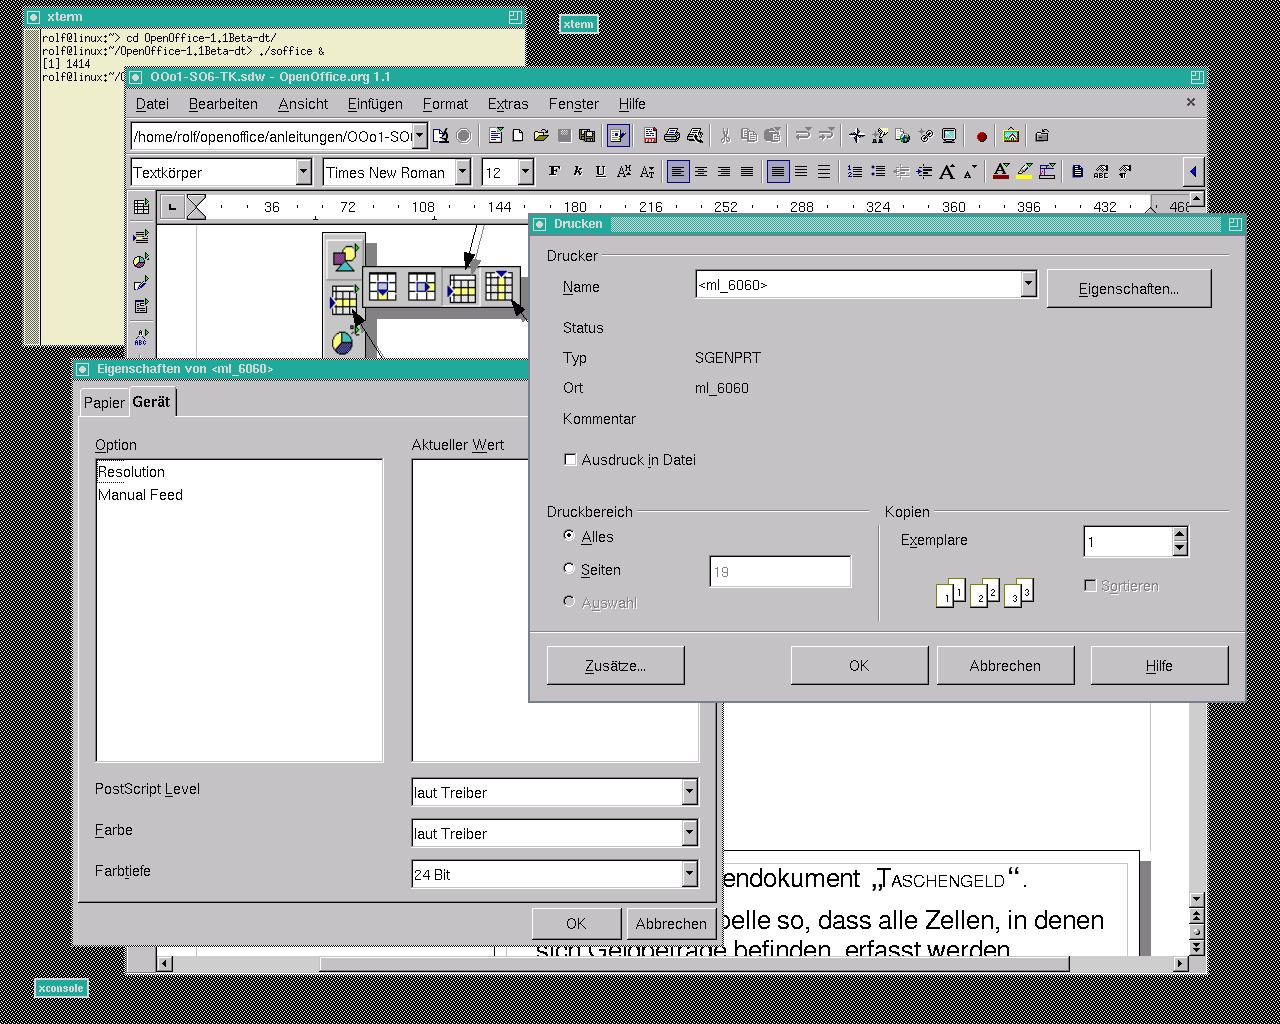 xterm
xterm
rolf@linux:~> cd OpenOffice-1.1Beta-dt/
rolf@linux:~/OpenOffice-1.1Beta-dt> ./soffice &
[1] 1414
rolf@linux:~/O
OOo1-SO6-TK.sdw - OpenOffice.org 1.1
Datei Bearbeiten Ansicht Einfügen Format Extras Fenster Hilfe
/home/rolf/openoffice/anleitungen/OOo1-SO
Textkörper Times New Roman 12
36 72 108 144 180 216 252 288 324 360 396 432 468
Drucken
Drucker
Name <ml_6060> Eigenschaften...
Status
Typ SGENPRT
Ort ml_6060
Kommentar
Ausdruck in Datei
Druckbereich Kopien
Alles Exemplare 1
Seiten 19
Auswahl 1 1 2 2 3 3 Sortieren
Zusätze... OK Abbrechen Hilfe
Eigenschaften von <ml_6060>
Papier Gerät
Option Aktueller Wert
Resolution
Manual Feed
PostScript Level laut Treiber
Farbe laut Treiber
Farbtiefe 24 Bit
OK Abbrechen
endokument „TASCHENGELD“.
belle so, dass alle Zellen, in denen
sich Geldbeträge befinden, erfasst werden
xconsole